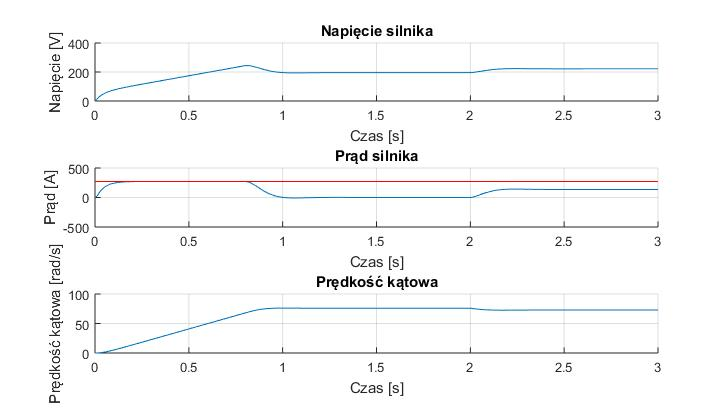 Napięcie silnika
Napięcie [V]
400
200
0
0 0.5 1 1.5 2 2.5 3
Czas [s]
Prąd silnika
Prąd [A]
500
0
-500
0 0.5 1 1.5 2 2.5 3
Czas [s]
Prędkość kątowa
Prędkość kątowa [rad/s]
100
50
0
0 0.5 1 1.5 2 2.5 3
Czas [s]